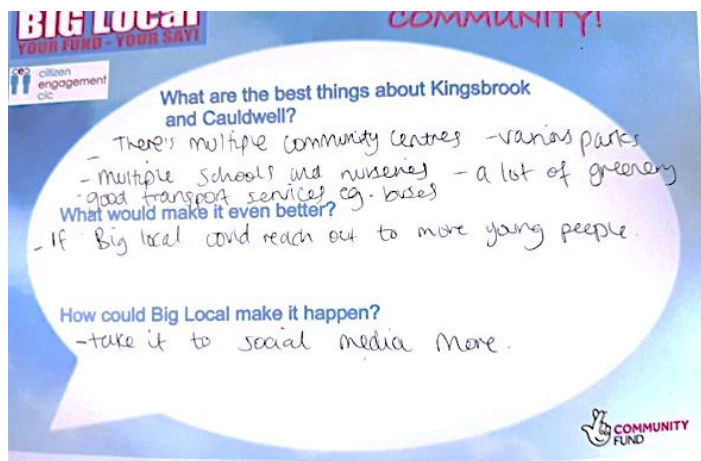 BIG LOCAL
YOUR FUND - YOUR SAY!
COMMUNITY!
citizen
engagement
cic
What are the best things about Kingsbrook
and Cauldwell?
- There's multiple community centres - various parks
- multiple schools and nurseries - a lot of greenery
- good transport services eg. buses
What would make it even better?
- If Big local could reach out to more young peeple.
How could Big Local make it happen?
- take it to social media more.
COMMUNITY
FUND